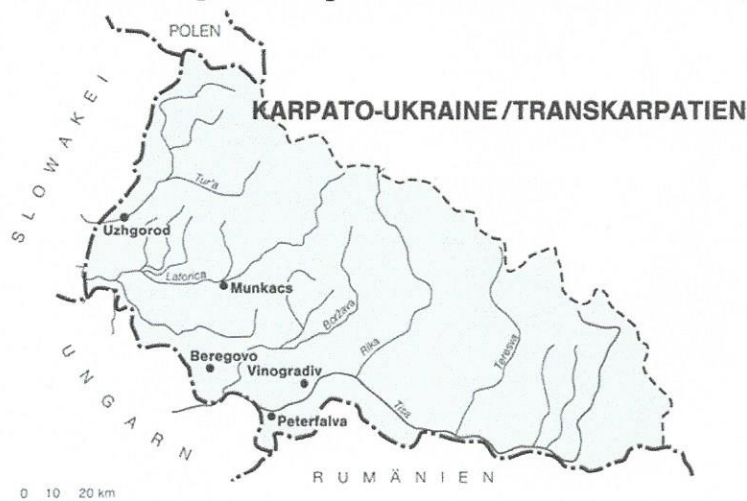 POLEN
KARPATO-UKRAINE/TRANSKARPATIEN
SLOWAKEI
Tur'a
Uzhgorod
Latorica
Munkacs
Boržava
Rika
Teresva
UNGARN
Beregovo
Vinogradiv
Tisa
Peterfalva
RUMÄNIEN
0 10 20 km